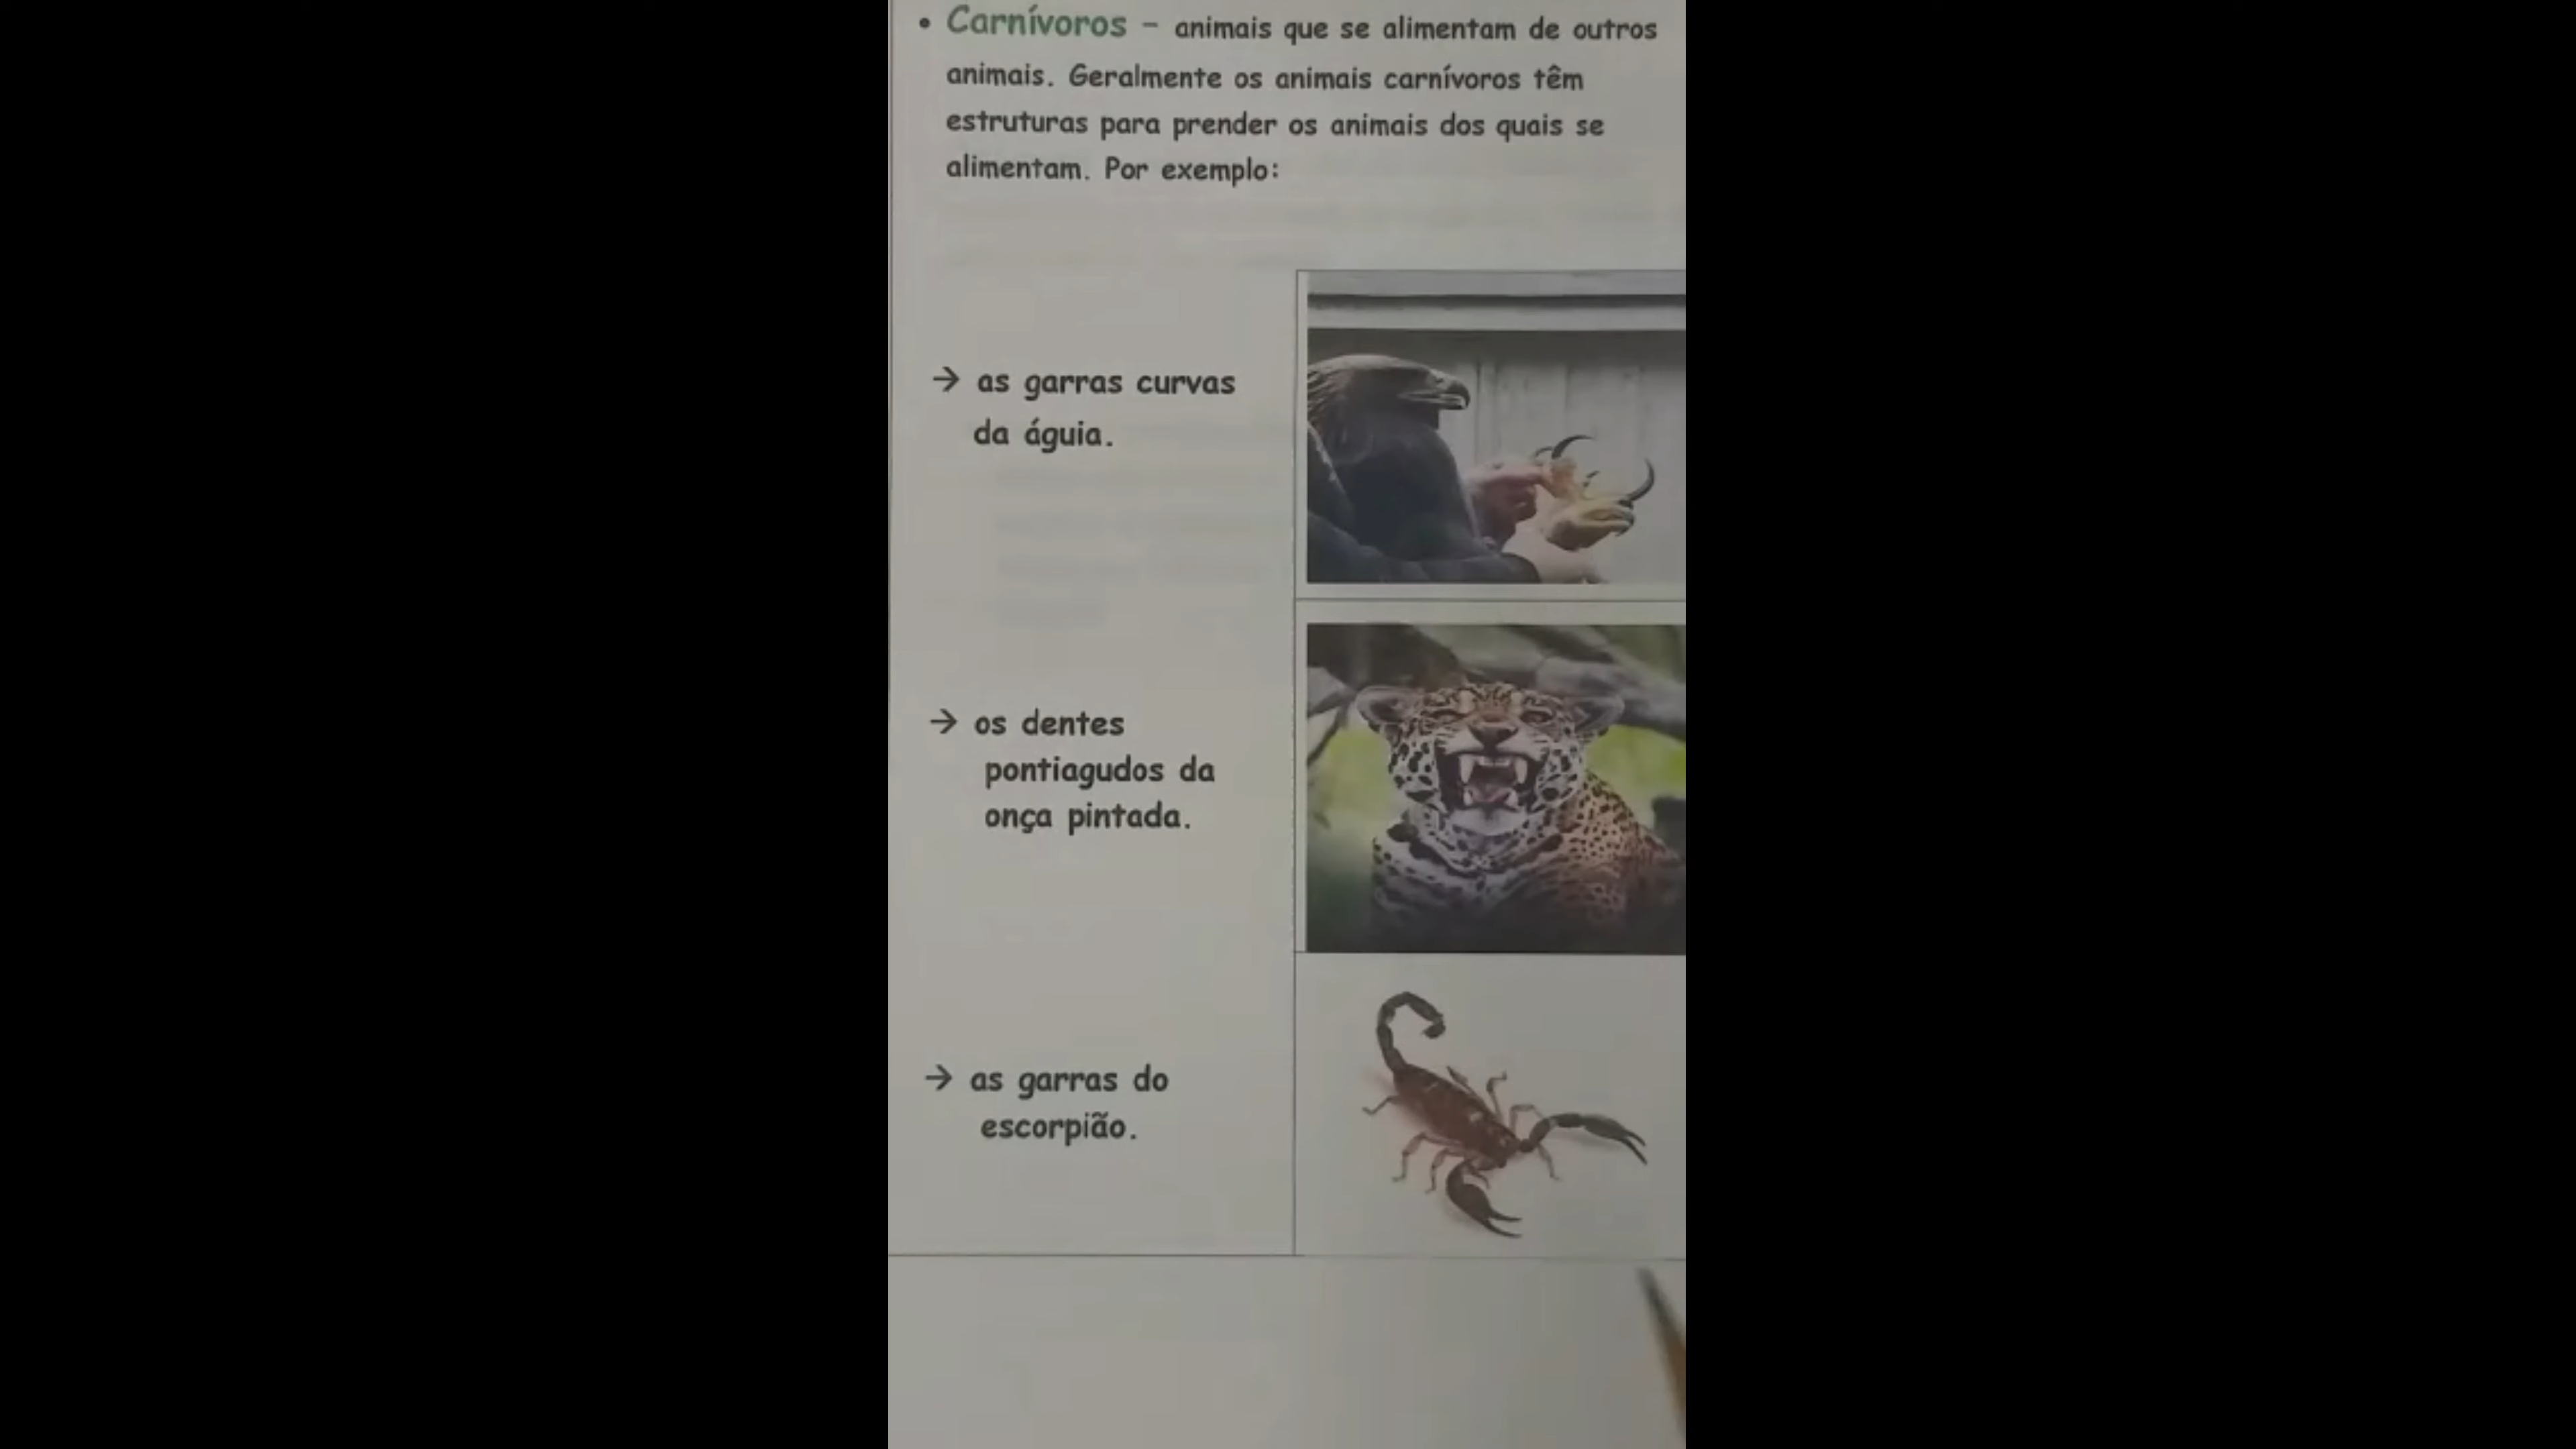 • Carnívoros – animais que se alimentam de outros
animais. Geralmente os animais carnívoros têm
estruturas para prender os animais dos quais se
alimentam. Por exemplo:
→ as garras curvas
da águia.
→ os dentes
pontiagudos da
onça pintada.
→ as garras do
escorpião.